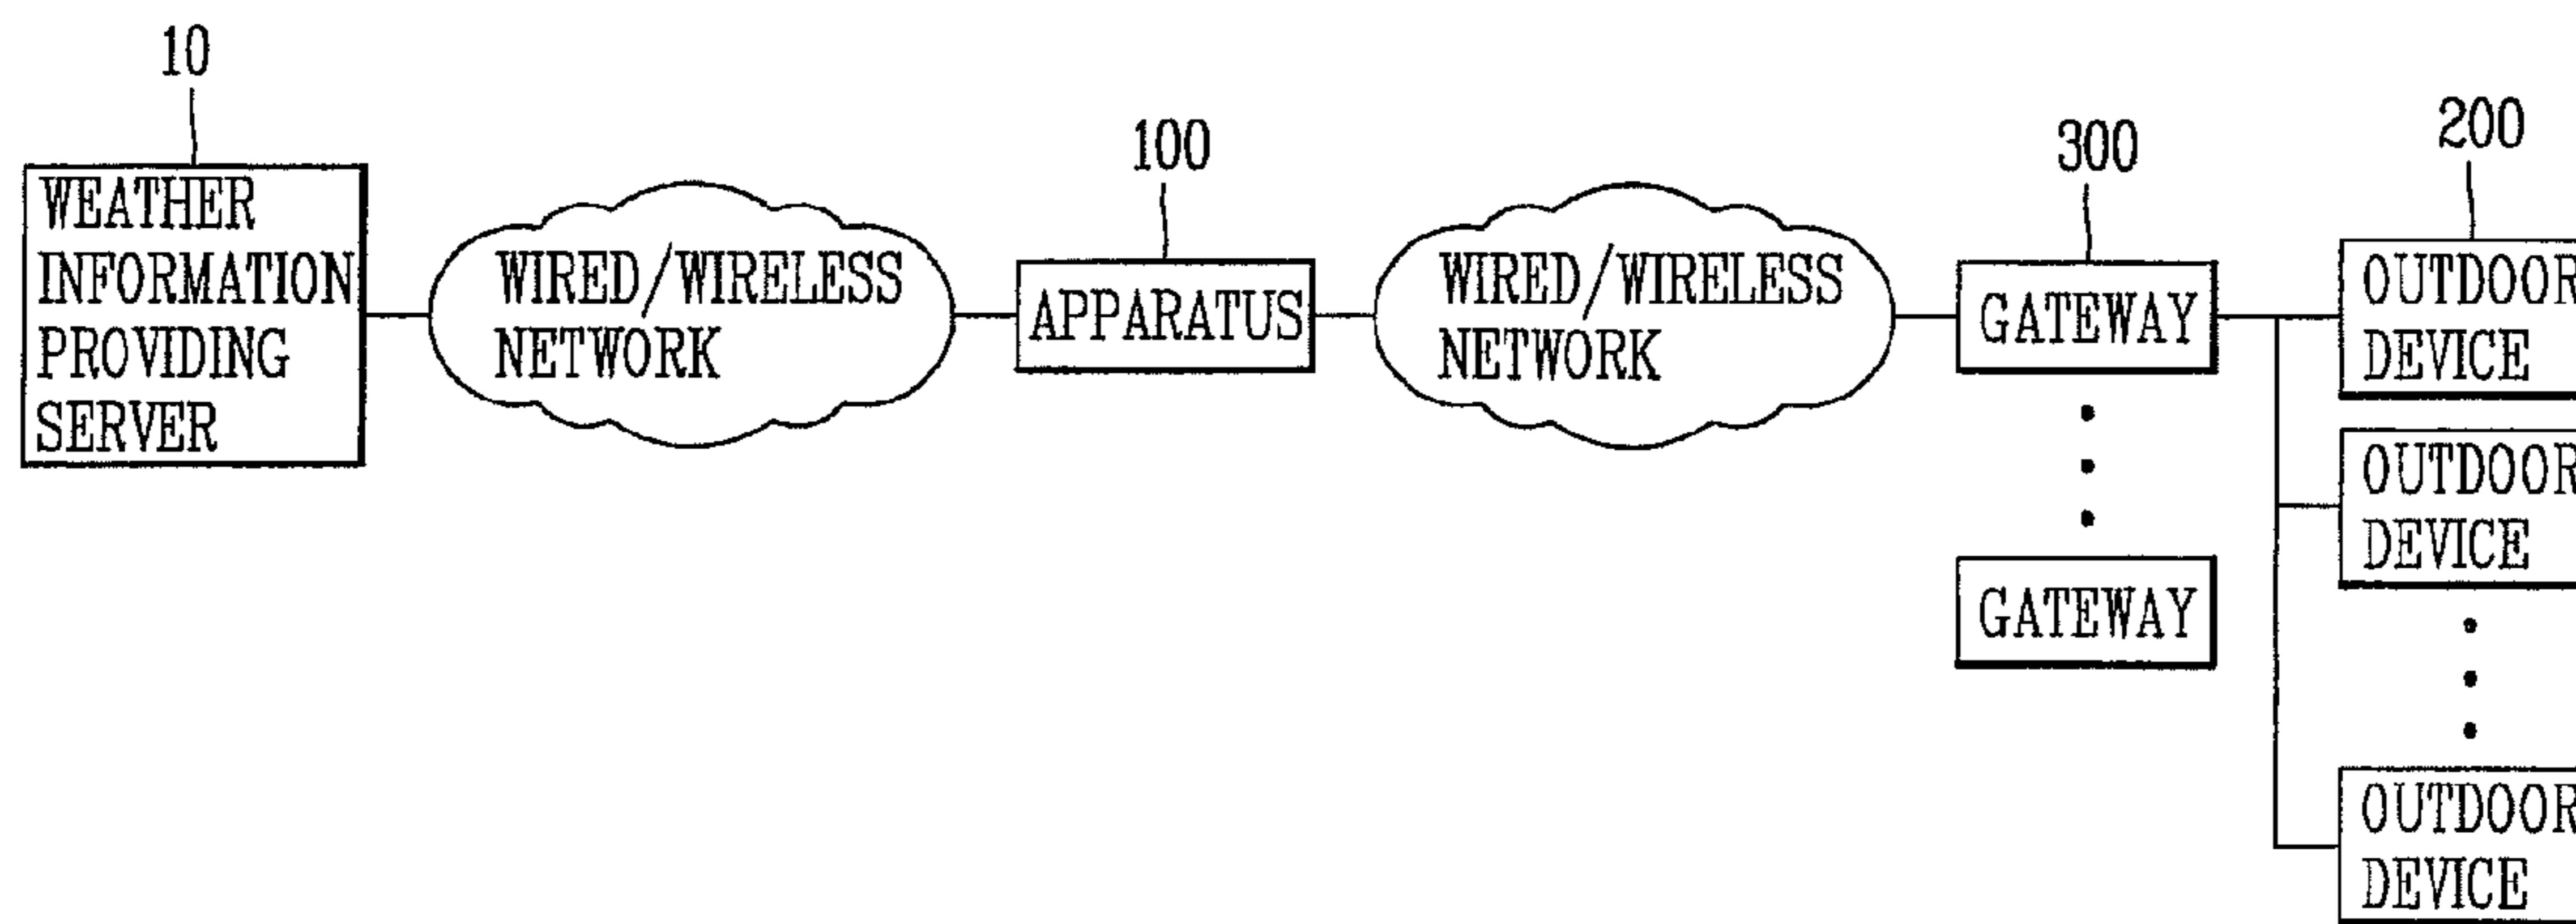 10
WEATHER
INFORMATION
PROVIDING
SERVER
WIRED/WIRELESS
NETWORK
100
APPARATUS
WIRED/WIRELESS
NETWORK
300
GATEWAY
GATEWAY
200
OUTDOOR
DEVICE
OUTDOOR
DEVICE
OUTDOOR
DEVICE